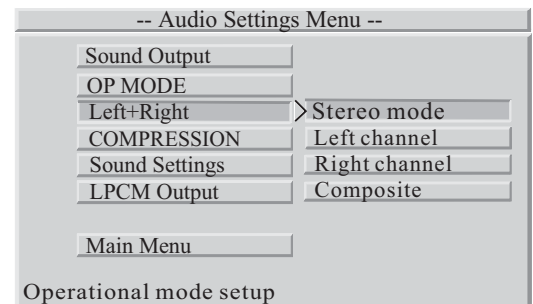 -- Audio Settings Menu --
Sound Output
OP MODE
Left+Right
Stereo mode
COMPRESSION
Left channel
Sound Settings
Right channel
LPCM Output
Composite
Main Menu
Operational mode setup